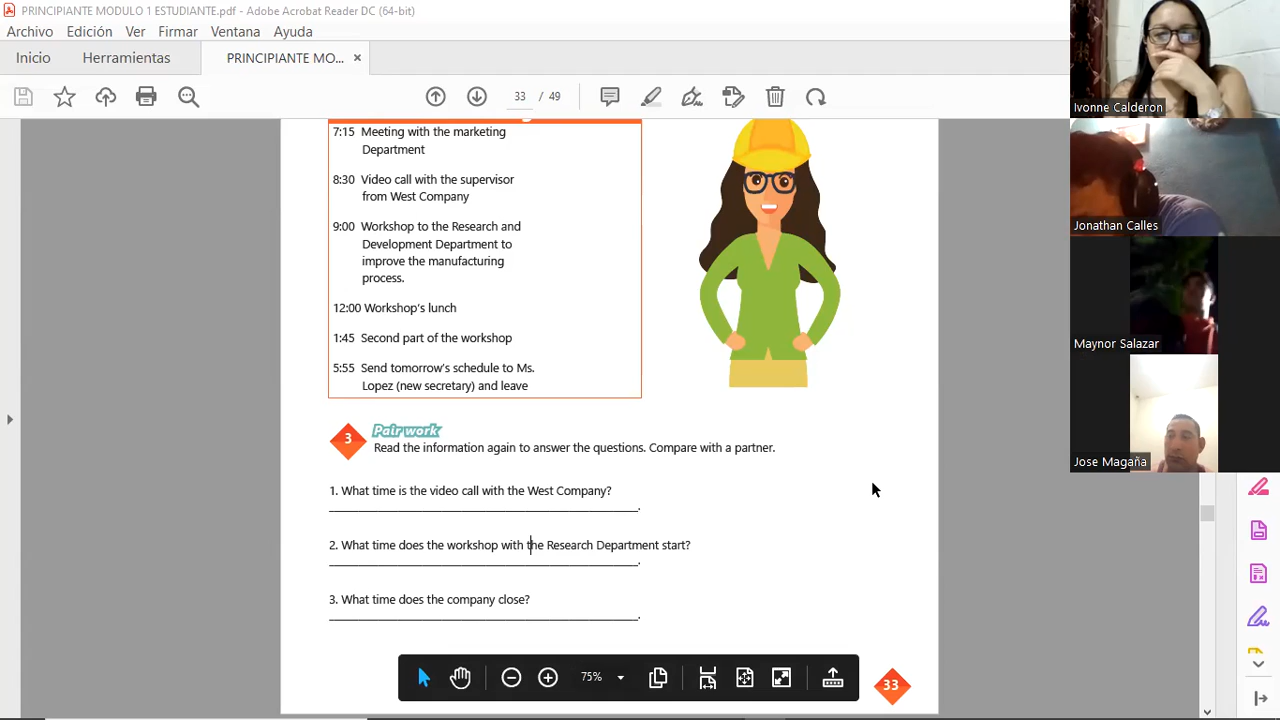 PRINCIPIANTE MODULO 1 ESTUDIANTE.pdf - Adobe Acrobat Reader DC (64-bit)
Archivo Edición Ver Firmar Ventana Ayuda
Inicio Herramientas PRINCIPIANTE MO... ×
33 / 49
7:15 Meeting with the marketing
Department
8:30 Video call with the supervisor
from West Company
9:00 Workshop to the Research and
Development Department to
improve the manufacturing
process.
12:00 Workshop's lunch
1:45 Second part of the workshop
5:55 Send tomorrow's schedule to Ms.
Lopez (new secretary) and leave
3 Pair work
Read the information again to answer the questions. Compare with a partner.
1. What time is the video call with the West Company?
2. What time does the workshop with the Research Department start?
3. What time does the company close?
75%
33
Ivonne Calderon
Jonathan Calles
Maynor Salazar
Jose Magaña